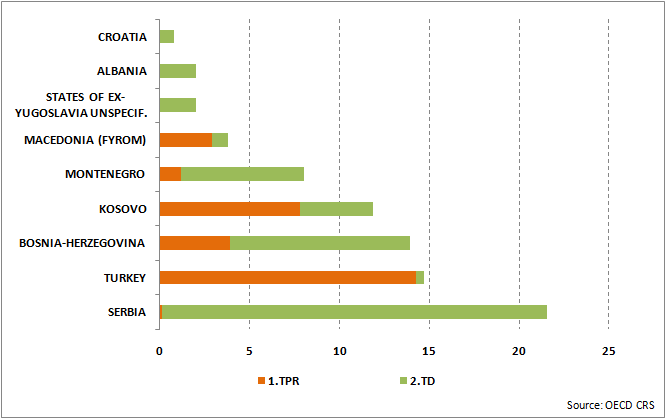 CROATIA
ALBANIA
STATES OF EX-
YUGOSLAVIA UNSPECIF.
MACEDONIA (FYROM)
MONTENEGRO
KOSOVO
BOSNIA-HERZEGOVINA
TURKEY
SERBIA
0 5 10 15 20 25
1.TPR 2.TD
Source: OECD CRS